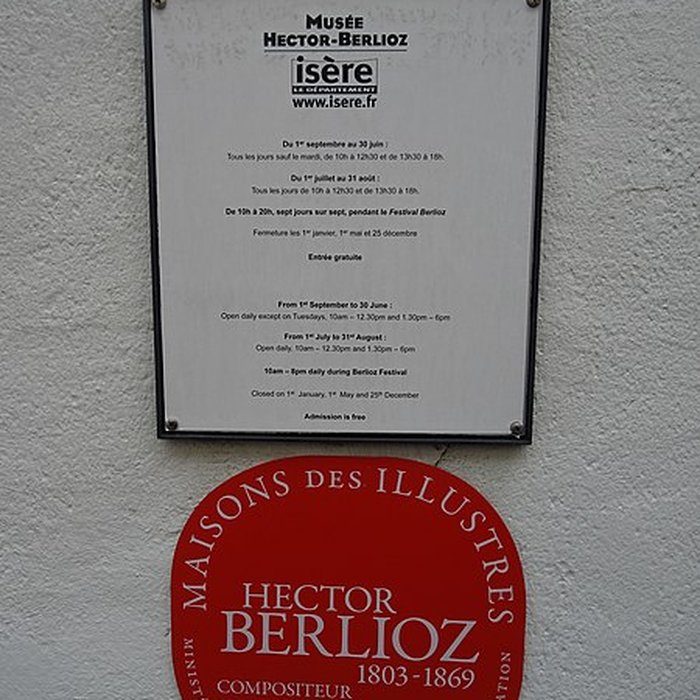 MUSÉE
HECTOR-BERLIOZ
isère
LE DÉPARTEMENT
www.isere.fr
Du 1er septembre au 30 juin :
Tous les jours sauf le mardi, de 10h à 12h30 et de 13h30 à 18h.
Du 1er juillet au 31 août :
Tous les jours de 10h à 12h30 et de 13h30 à 18h.
De 10h à 20h, sept jours sur sept, pendant le Festival Berlioz
Fermeture les 1er janvier, 1er mai et 25 décembre
Entrée gratuite
From 1st September to 30 June :
Open daily except on Tuesdays, 10am – 12.30pm and 1.30pm – 6pm
From 1st July to 31st August :
Open daily, 10am – 12.30pm and 1.30pm – 6pm
10am – 8pm daily during Berlioz Festival
Closed on 1st January, 1st May and 25th December
Admission is free
MAISONS DES ILLUSTRES
HECTOR
BERLIOZ
1803-1869
COMPOSITEUR